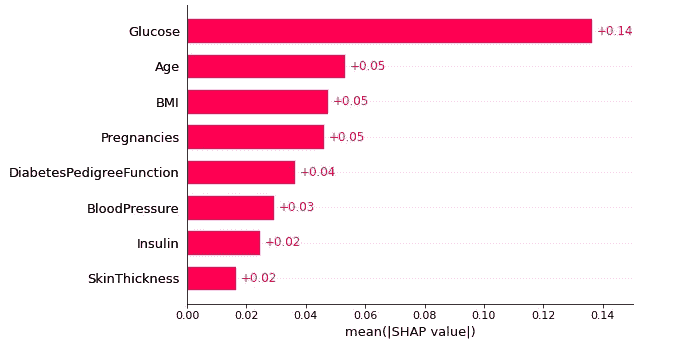 Glucose +0.14
Age +0.05
BMI +0.05
Pregnancies +0.05
DiabetesPedigreeFunction +0.04
BloodPressure +0.03
Insulin +0.02
SkinThickness +0.02
0.00 0.02 0.04 0.06 0.08 0.10 0.12 0.14
mean(|SHAP value|)